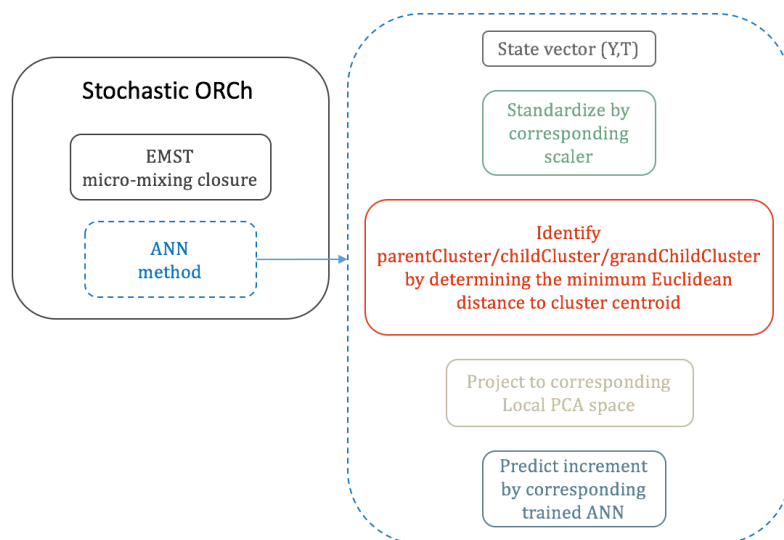 Stochastic ORCh
EMST
micro-mixing closure
ANN
method
State vector (Y,T)
Standardize by
corresponding
scaler
Identify
parentCluster/childCluster/grandChildCluster
by determining the minimum Euclidean
distance to cluster centroid
Project to corresponding
Local PCA space
Predict increment
by corresponding
trained ANN